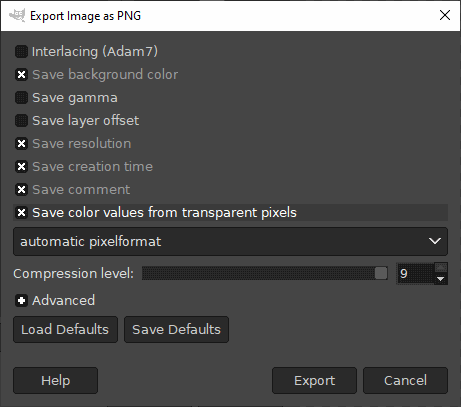 Export Image as PNG
Interlacing (Adam7)
Save background color
Save gamma
Save layer offset
Save resolution
Save creation time
Save comment
Save color values from transparent pixels
automatic pixelformat
Compression level: 9
Advanced
Load Defaults Save Defaults
Help Export Cancel